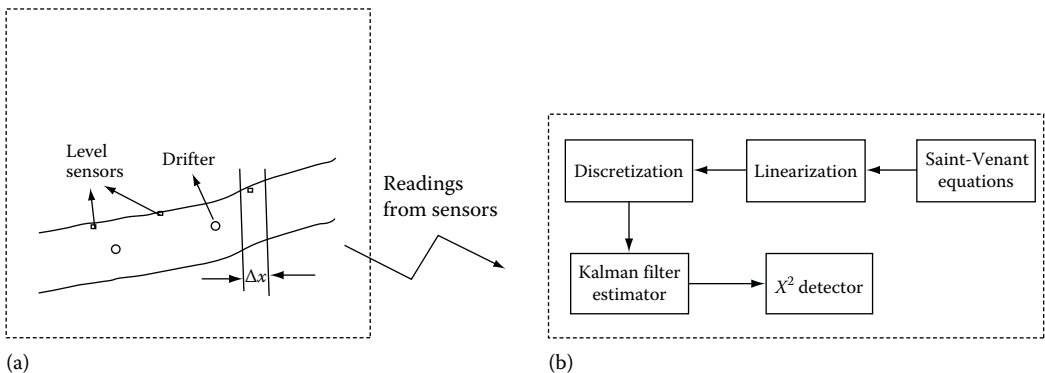 Level
sensors
Drifter
Δx
Readings
from sensors
(a)
Discretization
Linearization
Saint-Venant
equations
Kalman filter
estimator
X² detector
(b)